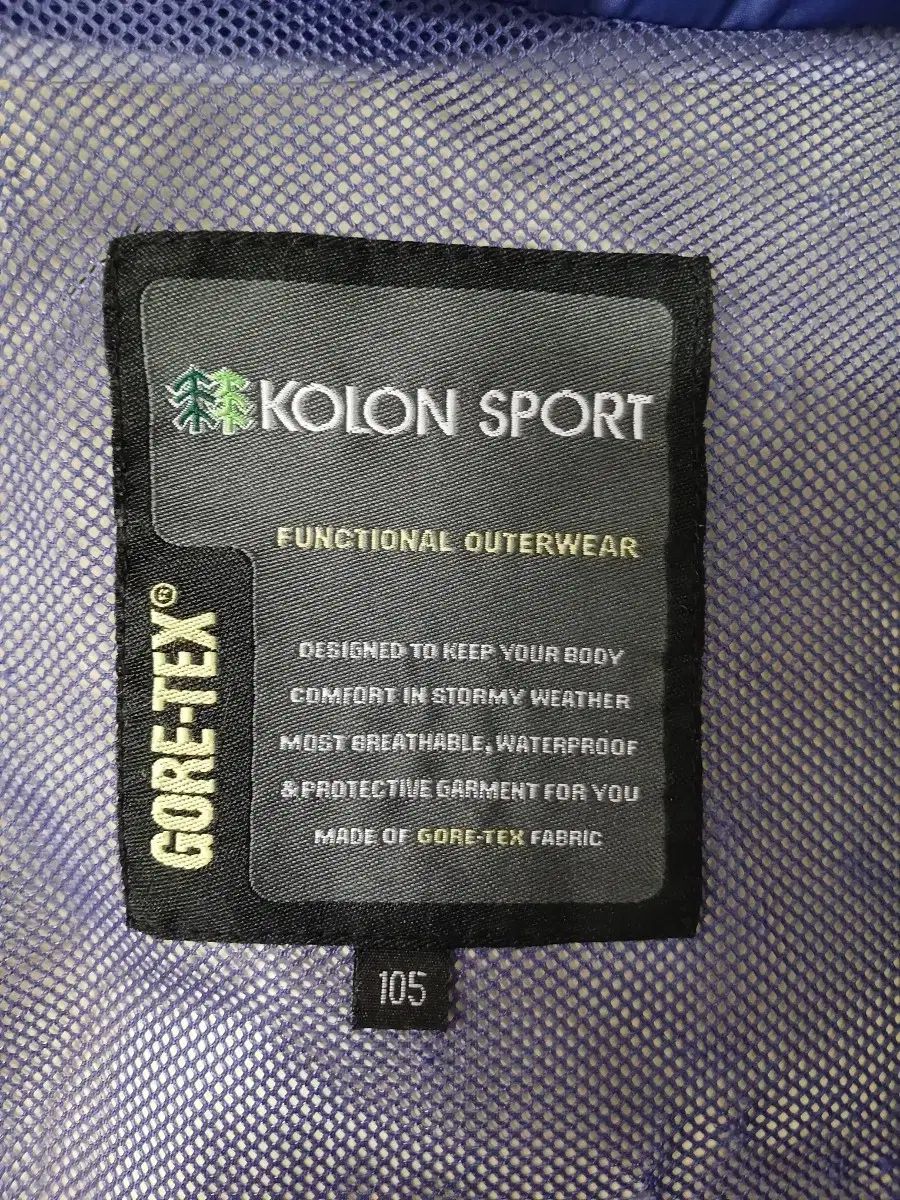 KOLON SPORT
FUNCTIONAL OUTERWEAR
GORE-TEX®
DESIGNED TO KEEP YOUR BODY
COMFORT IN STORMY WEATHER
MOST BREATHABLE, WATERPROOF
& PROTECTIVE GARMENT FOR YOU
MADE OF GORE-TEX FABRIC
105